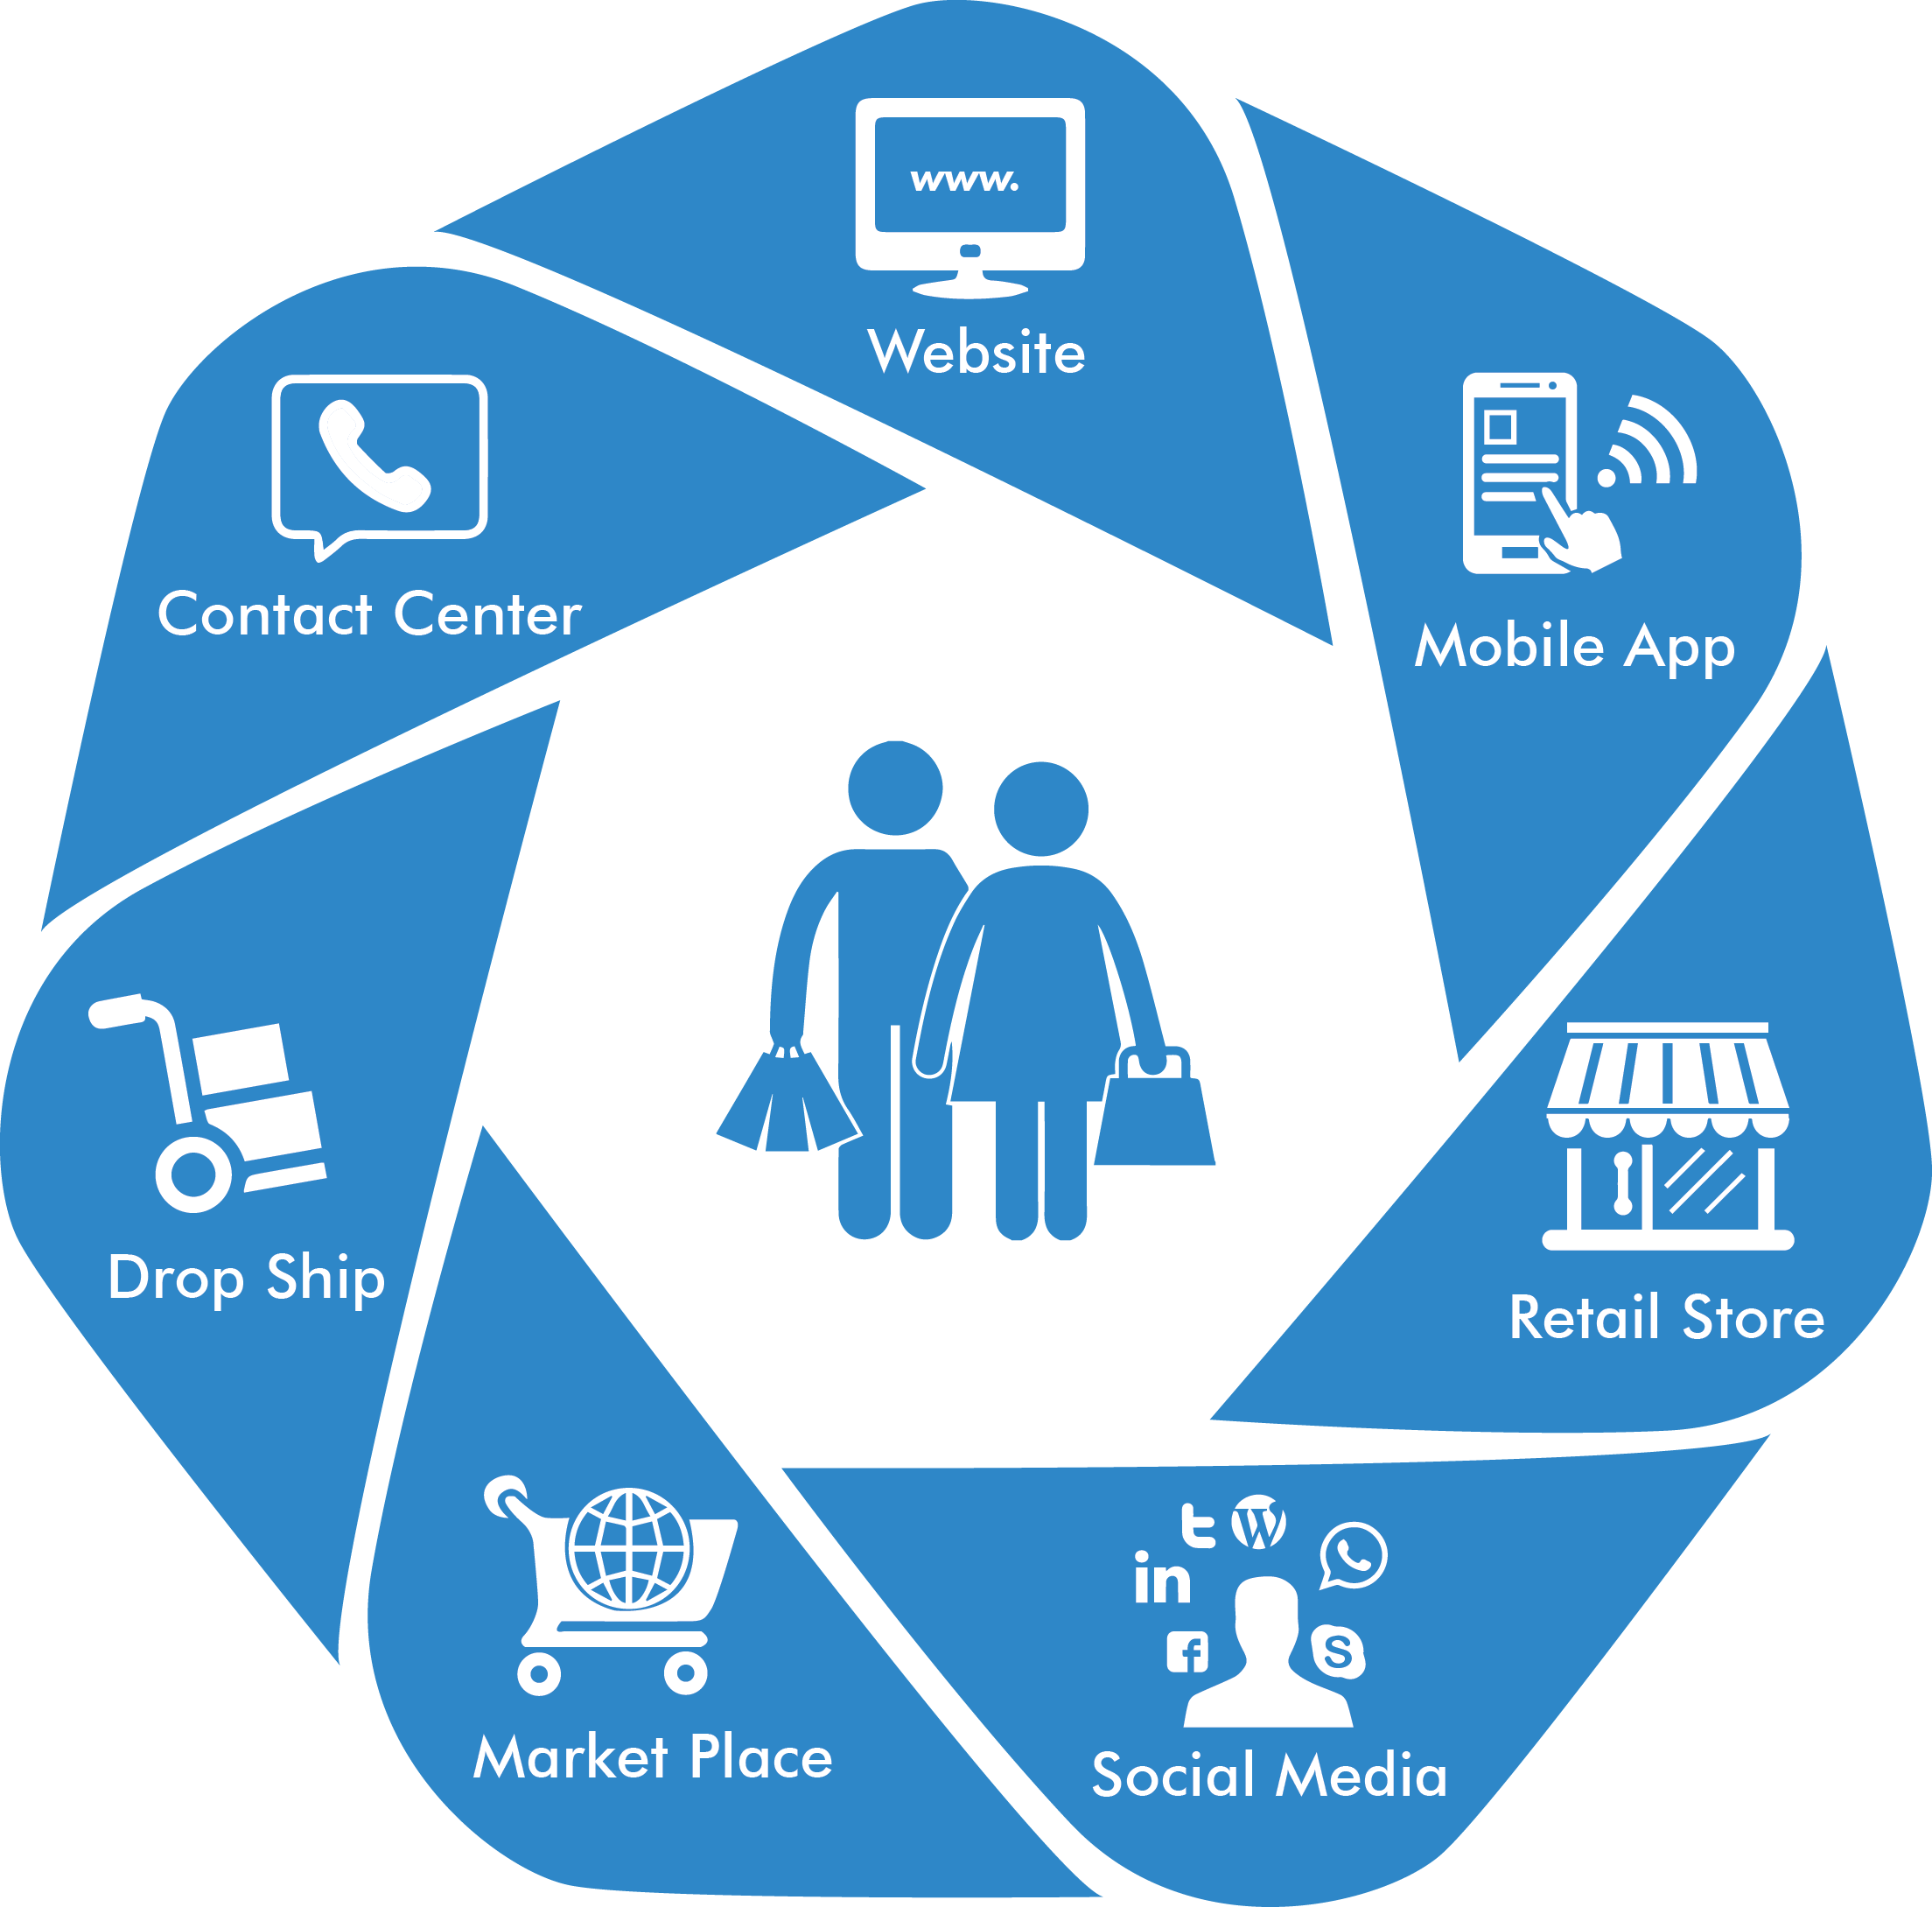 www.
Website
Contact Center
Mobile App
Drop Ship
Retail Store
Market Place
t
W
in
f
S
Social Media